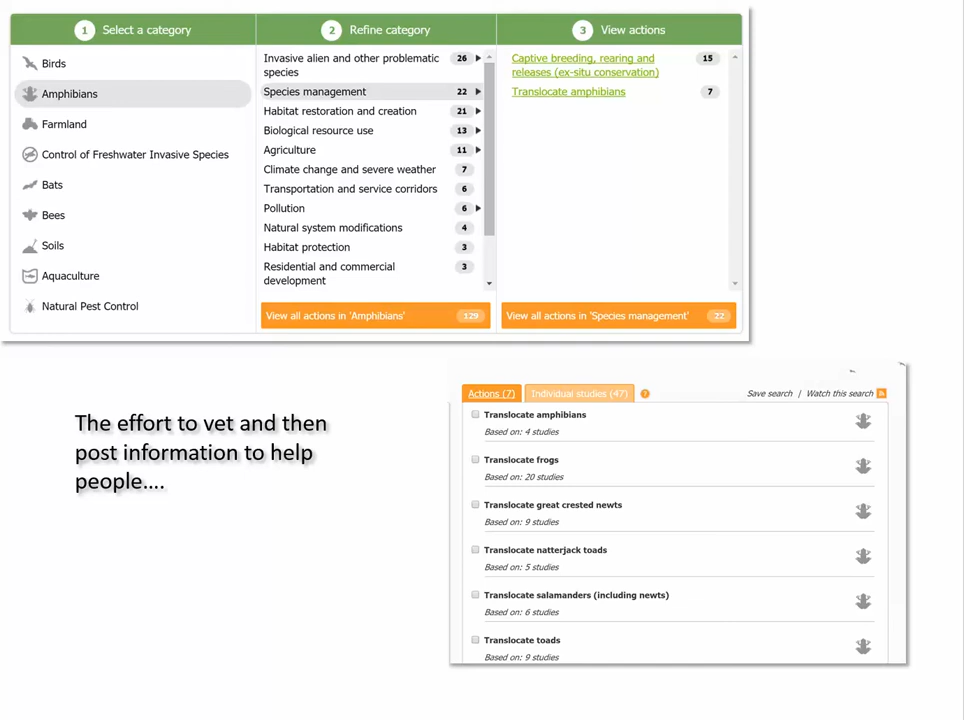 1 Select a category
2 Refine category
3 View actions
Birds
Amphibians
Farmland
Control of Freshwater Invasive Species
Bats
Bees
Soils
Aquaculture
Natural Pest Control
Invasive alien and other problematic 26
species
Species management 22
Habitat restoration and creation 21
Biological resource use 13
Agriculture 11
Climate change and severe weather 7
Transportation and service corridors 6
Pollution 6
Natural system modifications 4
Habitat protection 3
Residential and commercial 3
development
View all actions in 'Amphibians' 129
Captive breeding, rearing and 15
releases (ex-situ conservation)
Translocate amphibians 7
View all actions in 'Species management' 22
The effort to vet and then
post information to help
people....
Actions (7) Individual studies (47) ? Save search / Watch this search
Translocate amphibians
Based on: 4 studies
Translocate frogs
Based on: 20 studies
Translocate great crested newts
Based on: 9 studies
Translocate natterjack toads
Based on: 5 studies
Translocate salamanders (including newts)
Based on: 6 studies
Translocate toads
Based on: 9 studies